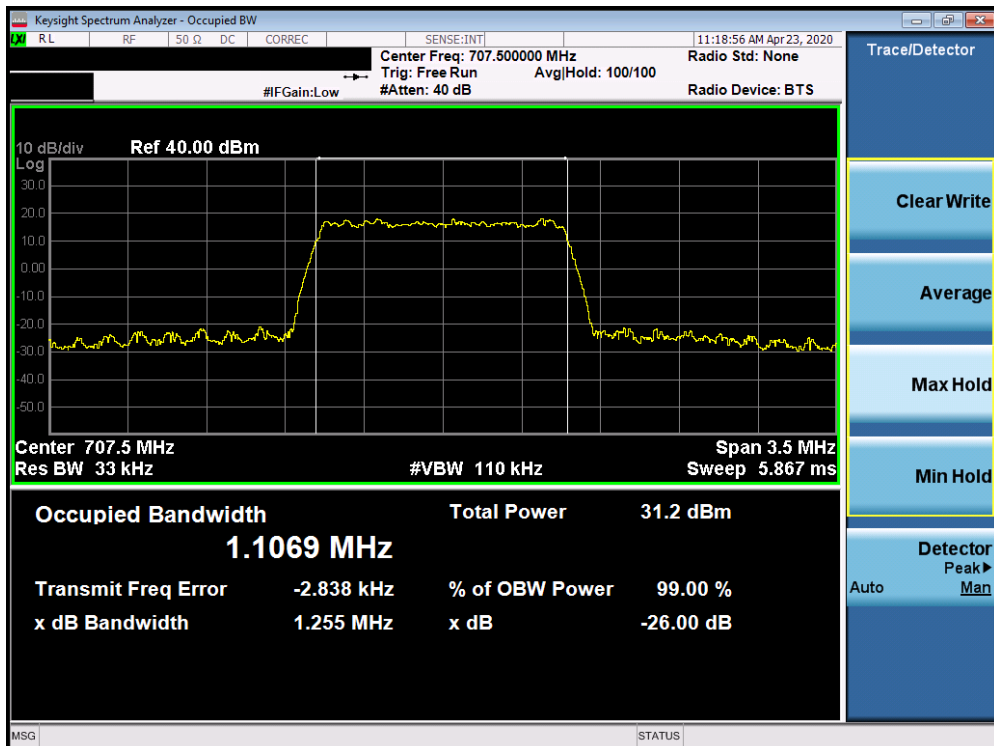 Keysight Spectrum Analyzer - Occupied BW
LXI RL RF 50 Ω DC CORREC SENSE:INT 11:18:56 AM Apr 23, 2020
Center Freq: 707.500000 MHz Radio Std: None
Trig: Free Run Avg|Hold: 100/100
#IFGain:Low #Atten: 40 dB Radio Device: BTS
10 dB/div Ref 40.00 dBm
Log
30.0
20.0
10.0
0.00
-10.0
-20.0
-30.0
-40.0
-50.0
Center 707.5 MHz Span 3.5 MHz
Res BW 33 kHz #VBW 110 kHz Sweep 5.867 ms
Occupied Bandwidth Total Power 31.2 dBm
1.1069 MHz
Transmit Freq Error -2.838 kHz % of OBW Power 99.00 %
x dB Bandwidth 1.255 MHz x dB -26.00 dB
MSG STATUS
Trace/Detector
Clear Write
Average
Max Hold
Min Hold
Detector
Peak▶
Auto Man